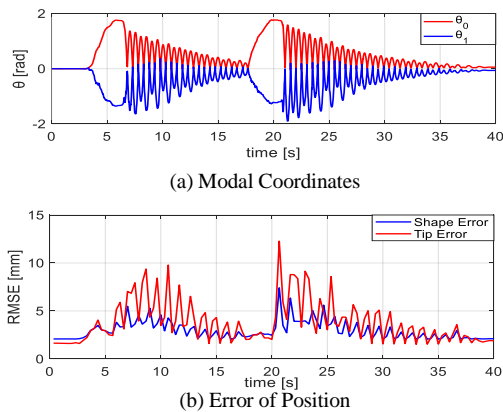 2
0
-2
θ [rad]
θ₀
θ₁
0 5 10 15 20 25 30 35 40
time [s]
(a) Modal Coordinates
15
10
5
0
RMSE [mm]
Shape Error
Tip Error
0 5 10 15 20 25 30 35 40
time [s]
(b) Error of Position